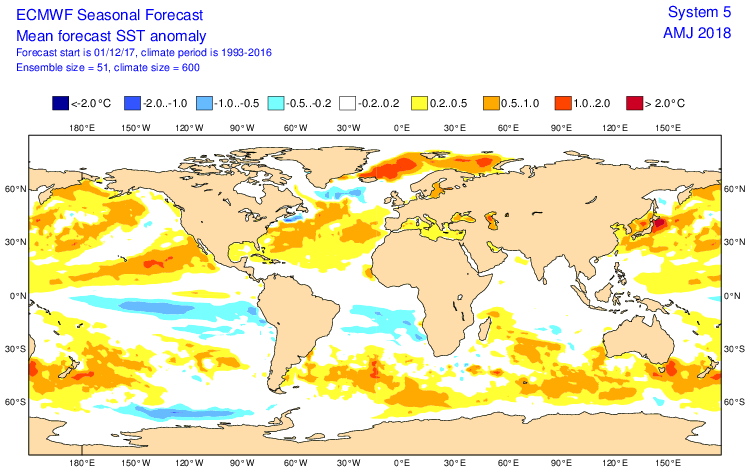 ECMWF Seasonal Forecast
System 5
Mean forecast SST anomaly
AMJ 2018
Forecast start is 01/12/17, climate period is 1993-2016
Ensemble size = 51, climate size = 600
<-2.0°C -2.0..-1.0 -1.0..-0.5 -0.5..-0.2 -0.2..0.2 0.2..0.5 0.5..1.0 1.0..2.0 > 2.0°C
180°E 150°W 120°W 90°W 60°W 30°W 0°E 30°E 60°E 90°E 120°E 150°E
60°N 60°N
30°N 30°N
0°N 0°N
30°S 30°S
60°S 60°S
180°E 150°W 120°W 90°W 60°W 30°W 0°E 30°E 60°E 90°E 120°E 150°E